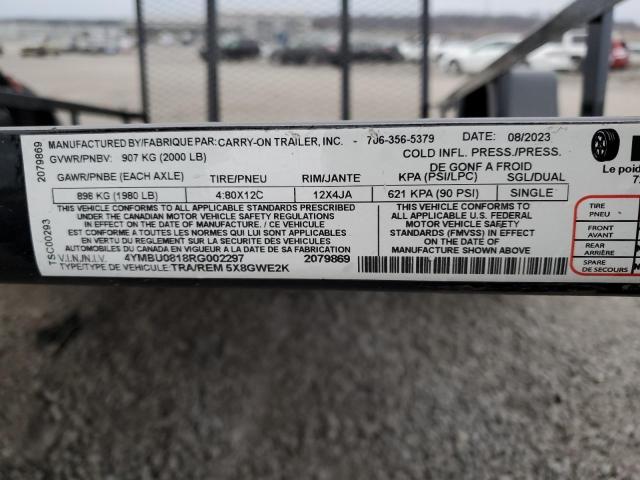 MANUFACTURED BY/FABRIQUE PAR: CARRY-ON TRAILER, INC. - 706-356-5379 DATE: 08/2023
GVWR/PNBV: 907 KG (2000 LB) COLD INFL. PRESS./PRESS.
DE GONF A FROID
GAWR/PNBE (EACH AXLE) TIRE/PNEU RIM/JANTE KPA (PSI/LPC) SGL/DUAL
898 KG (1980 LB) 4:80X12C 12X4JA 621 KPA (90 PSI) SINGLE
THIS VEHICLE CONFORMS TO ALL APPLICABLE STANDARDS PRESCRIBED
UNDER THE CANADIAN MOTOR VEHICLE SAFETY REGULATIONS
IN EFFECT ON THE DATE OF MANUFACTURE. / CE VEHICULE
EST CONFORME A TOUTES LES NORMES QUI LUI SONT
APPLICABLES EN VERTU DU REGLEMENT SUR LA SECURITE DES VEHICULES
AUTOMOBILES DU CANADA EN VIGUEUR A LA DATE DE SA FABRICATION
THIS VEHICLE CONFORMS TO
ALL APPLICABLE U.S. FEDERAL
MOTOR VEHICLE SAFETY
STANDARDS (FMVSS) IN EFFECT
ON THE DATE OF
MANUFACTURE SHOWN ABOVE.
V.I.N./N.I.V. 4YMBU0818RG002297 2079869
TYPE/TYPE DE VEHICULE: TRA/REM 5X8GWE2K
2079869
TSC00293
Le poid
TIRE
PNEU
FRONT
AVANT
REAR
ARRIÈRE
SPARE
DE SECOURS